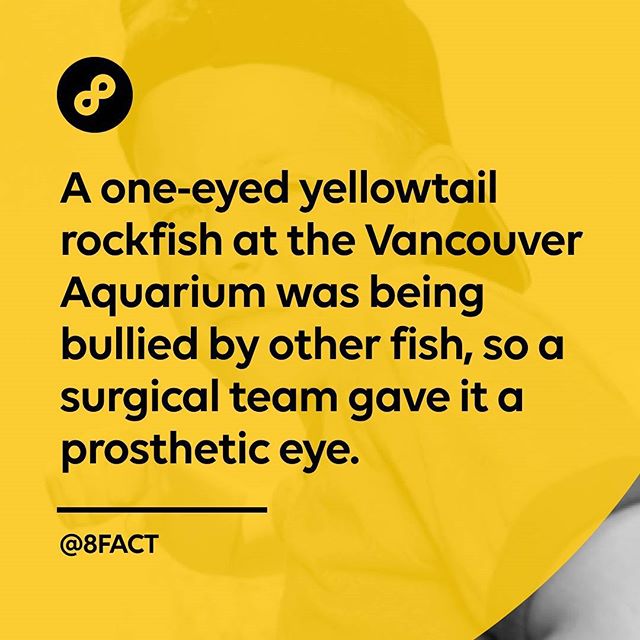 A one-eyed yellowtail
rockfish at the Vancouver
Aquarium was being
bullied by other fish, so a
surgical team gave it a
prosthetic eye.
@8FACT